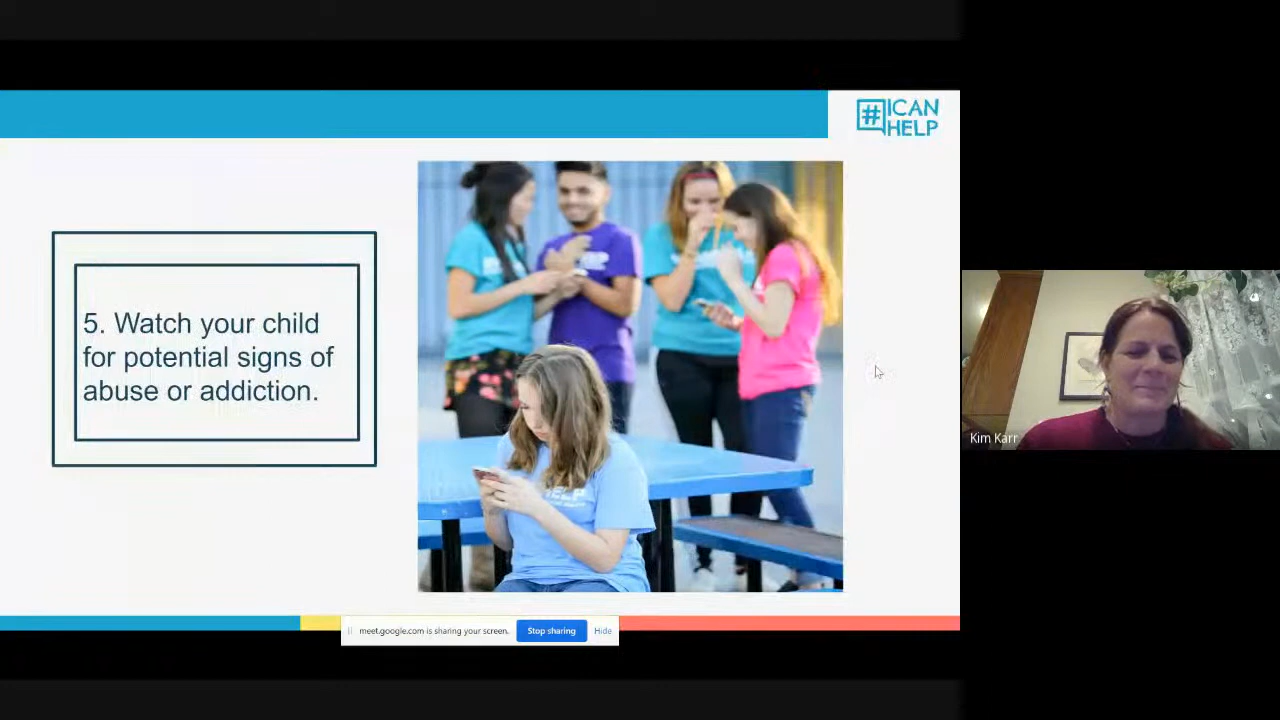 #ICAN
HELP
5. Watch your child
for potential signs of
abuse or addiction.
Kim Karr
meet.google.com is sharing your screen.
Stop sharing
Hide